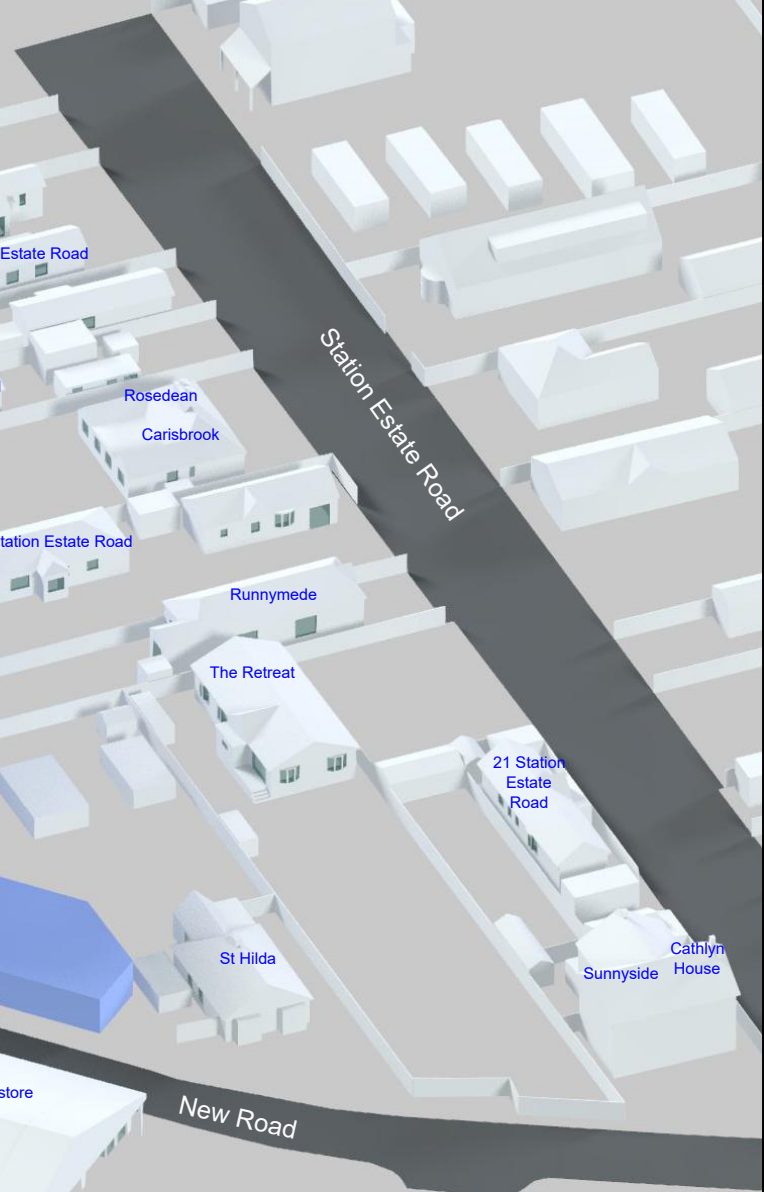 Estate Road
Rosedean
Carisbrook
Station Estate Road
tation Estate Road
Runnymede
The Retreat
21 Station
Estate
Road
St Hilda
Cathlyn
House
Sunnyside
store
New Road